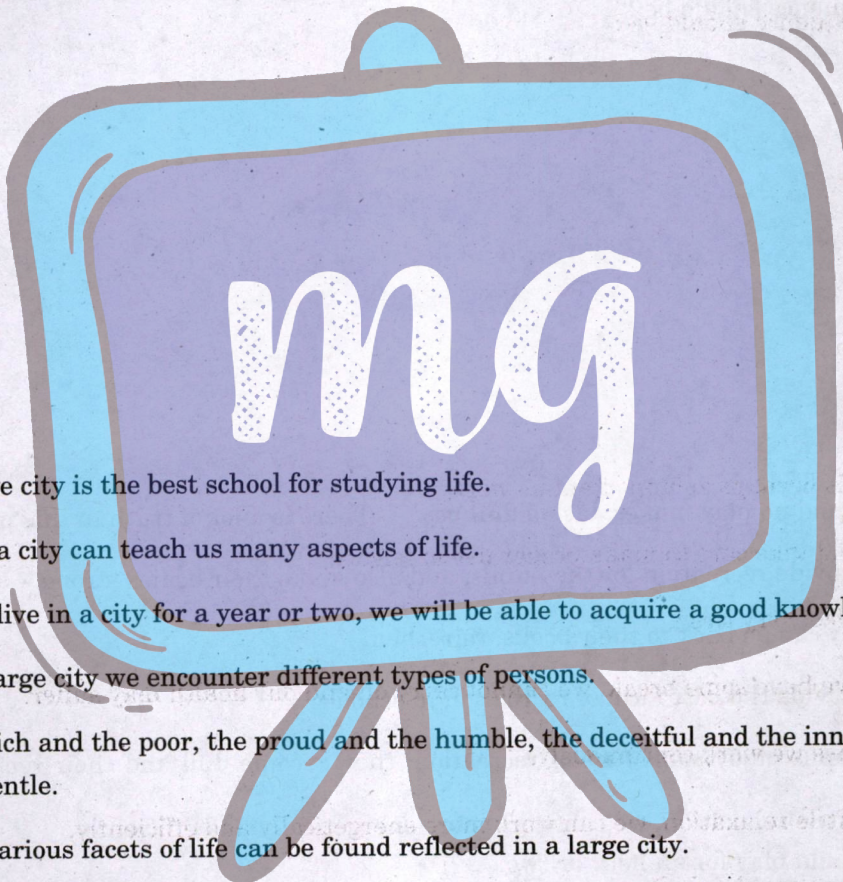 mg
e city is the best school for studying life.
a city can teach us many aspects of life.
live in a city for a year or two, we will be able to acquire a good knowl
arge city we encounter different types of persons.
ich and the poor, the proud and the humble, the deceitful and the inn
entle.
arious facets of life can be found reflected in a large city.